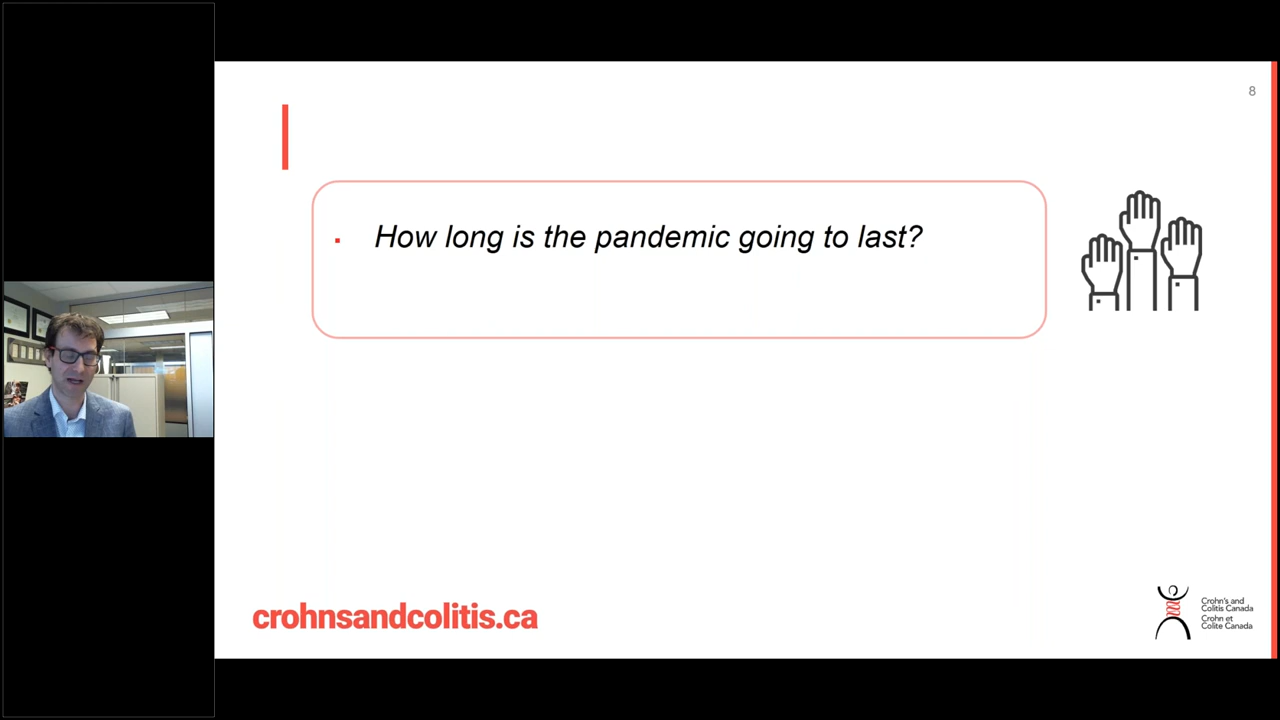 8
▪ How long is the pandemic going to last?
crohnsandcolitis.ca
Crohn's and
Colitis Canada
Crohn et
Colite Canada